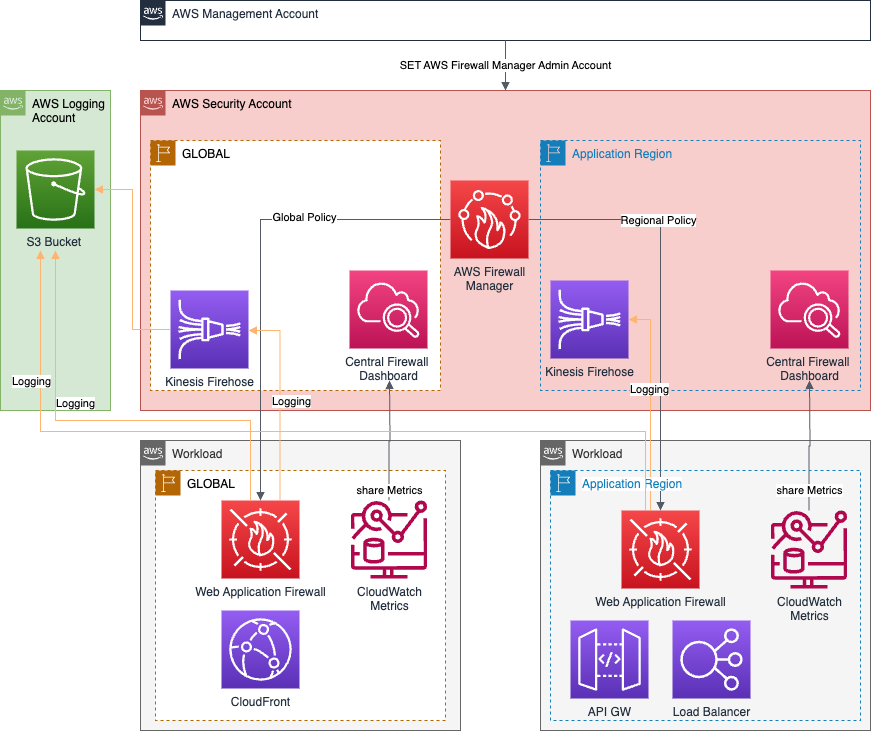 aws
AWS Management Account
SET AWS Firewall Manager Admin Account
aws
AWS Logging
Account
aws
AWS Security Account
GLOBAL
Application Region
Global Policy
Regional Policy
S3 Bucket
AWS Firewall
Manager
Kinesis Firehose
Central Firewall
Dashboard
Kinesis Firehose
Central Firewall
Dashboard
Logging
Logging
Logging
Logging
aws
Workload
GLOBAL
share Metrics
Web Application Firewall
CloudWatch
Metrics
CloudFront
aws
Workload
Application Region
share Metrics
Web Application Firewall
CloudWatch
Metrics
</>
API GW
Load Balancer